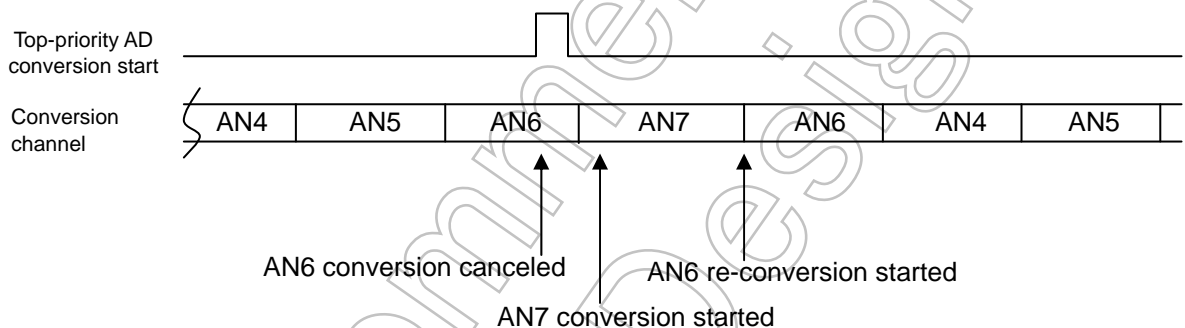 Top-priority AD
conversion start
Conversion
channel
AN4 AN5 AN6 AN7 AN6 AN4 AN5
AN6 conversion canceled
AN6 re-conversion started
AN7 conversion started